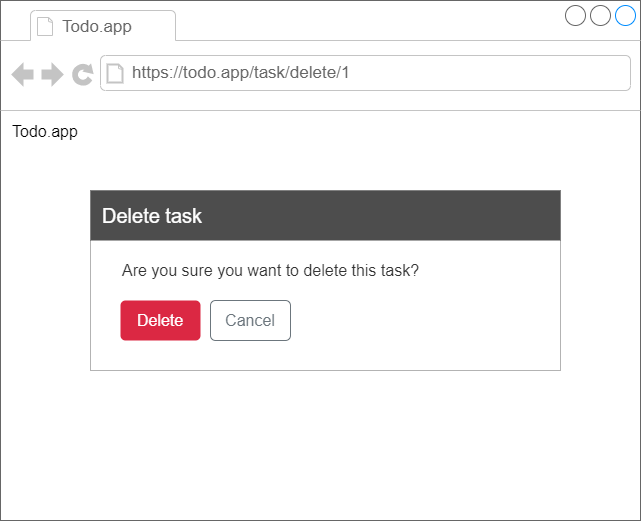 Todo.app
https://todo.app/task/delete/1
Todo.app
Delete task
Are you sure you want to delete this task?
Delete Cancel